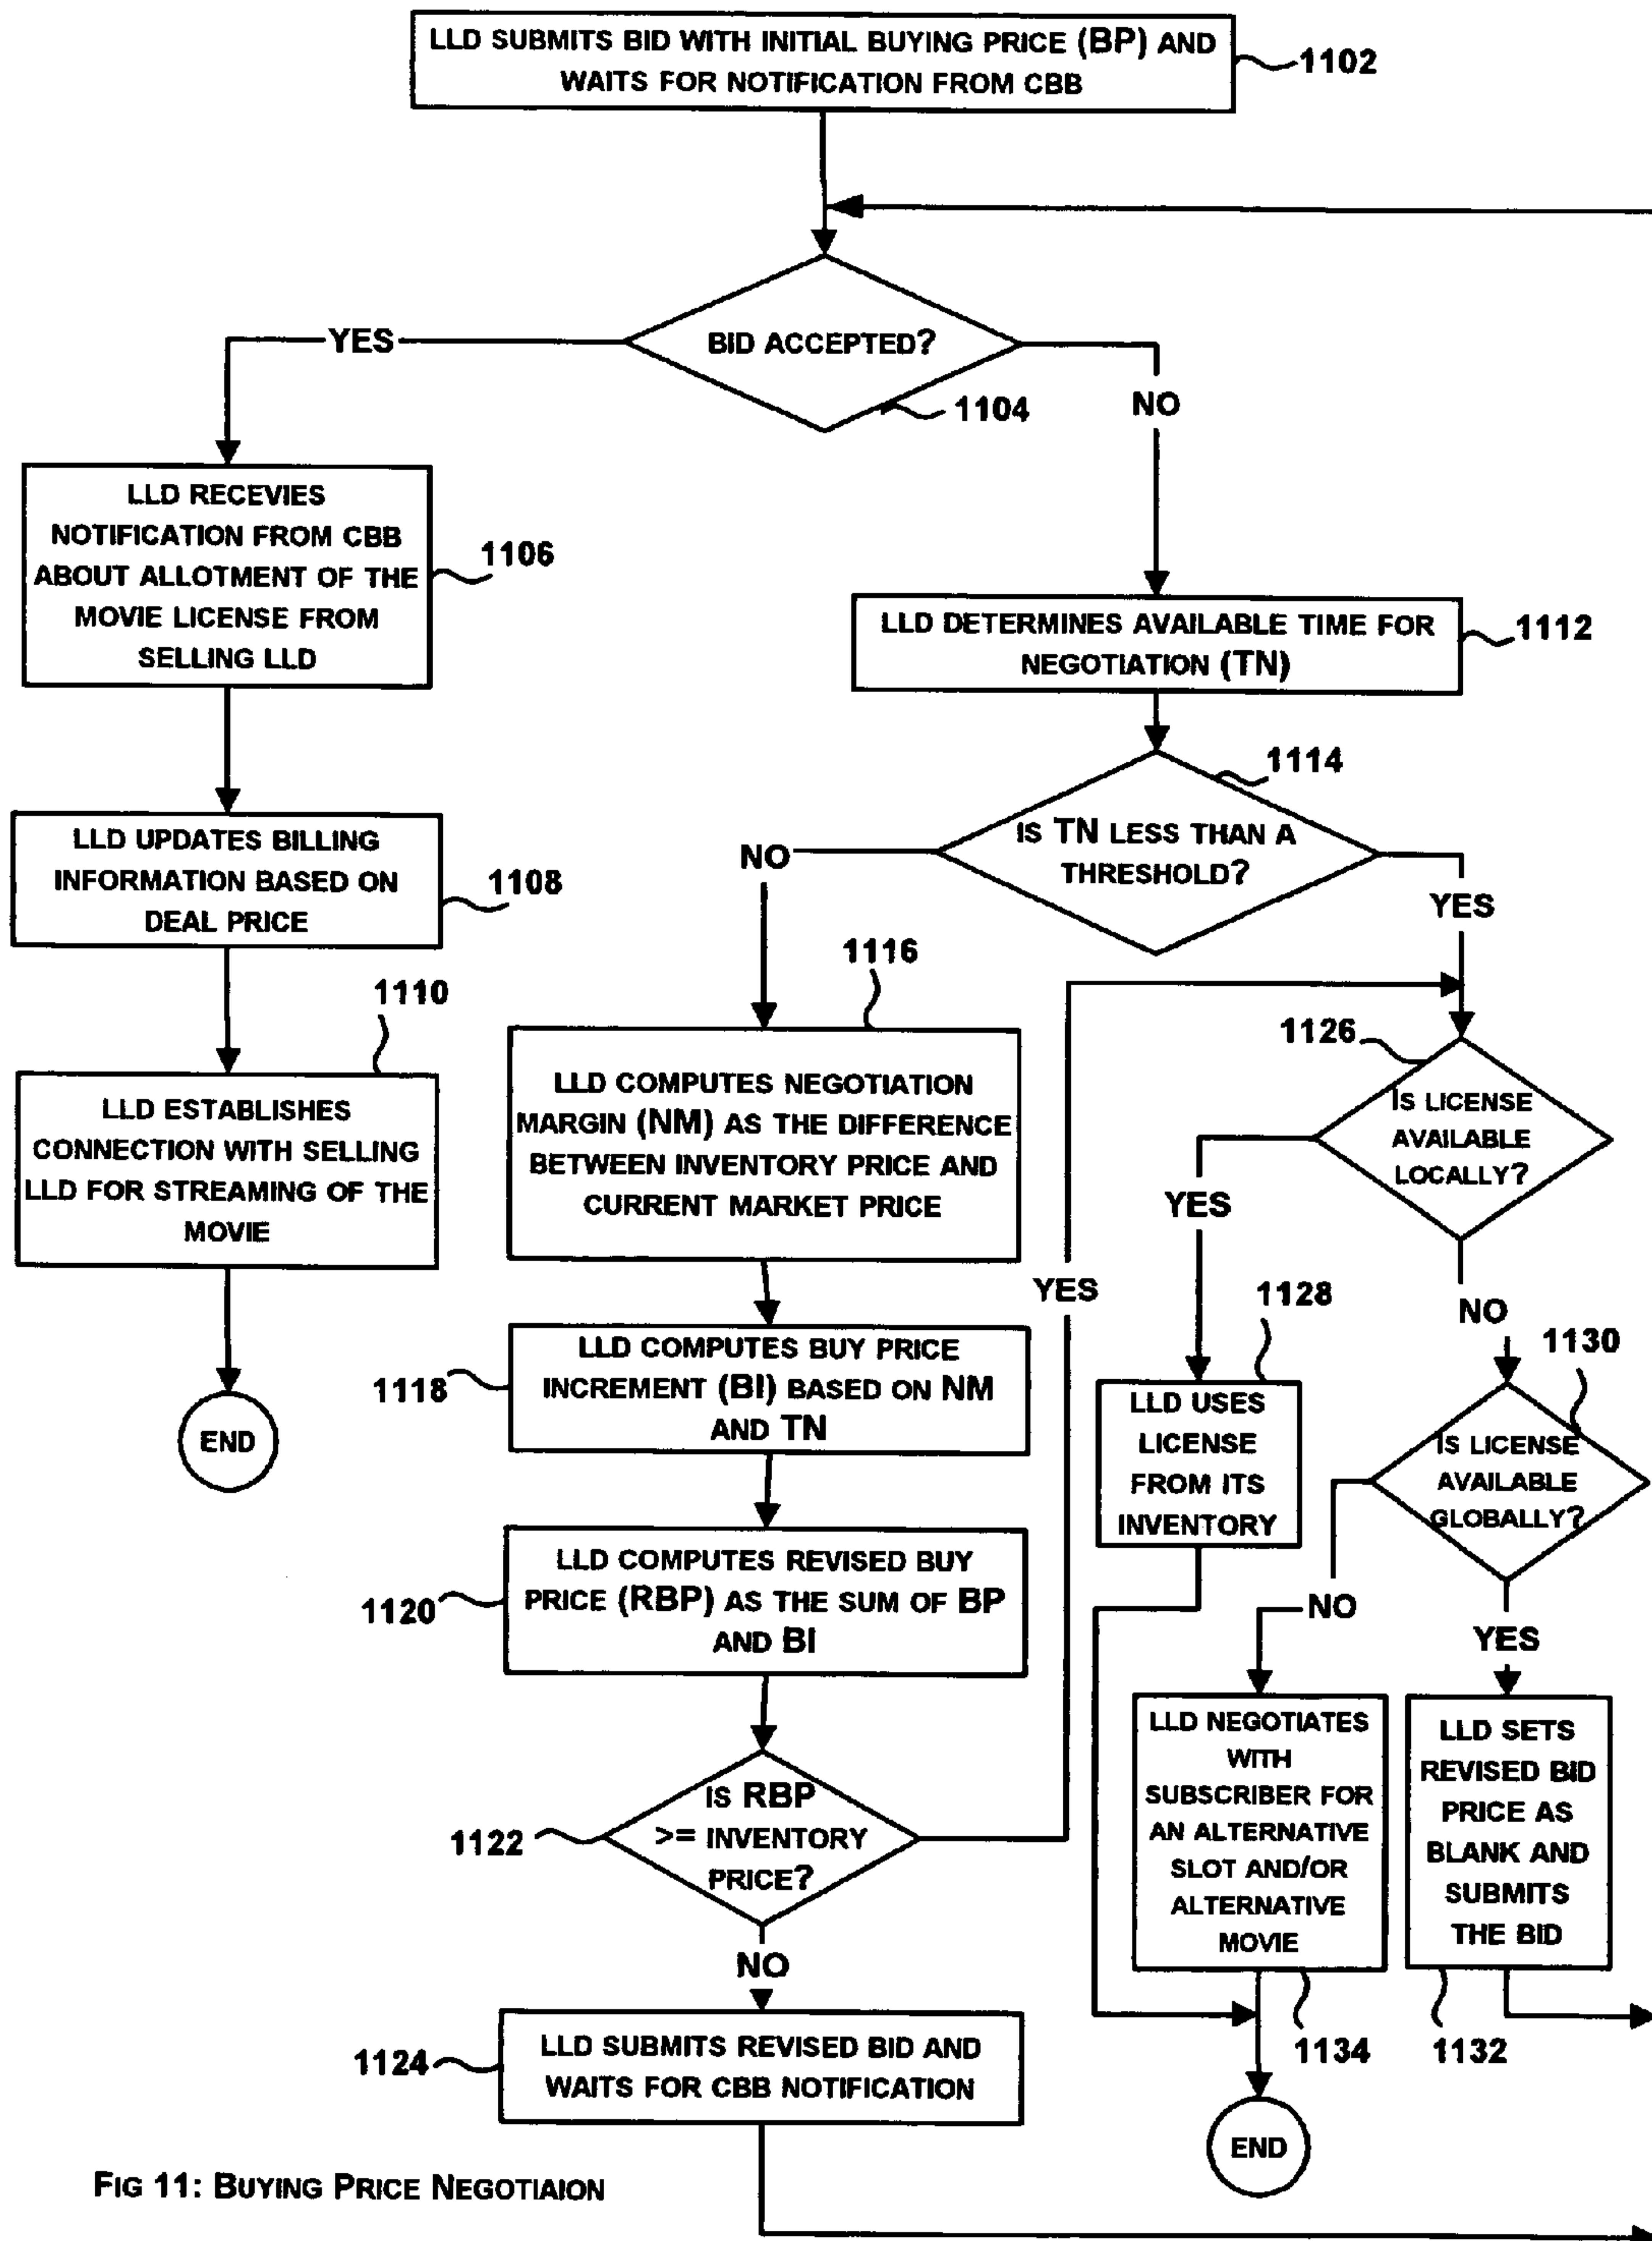 LLD SUBMITS BID WITH INITIAL BUYING PRICE (BP) AND
WAITS FOR NOTIFICATION FROM CBB
1102
BID ACCEPTED?
1104
YES
NO
LLD RECEVIES
NOTIFICATION FROM CBB
ABOUT ALLOTMENT OF THE
MOVIE LICENSE FROM
SELLING LLD
1106
LLD UPDATES BILLING
INFORMATION BASED ON
DEAL PRICE
1108
1110
LLD ESTABLISHES
CONNECTION WITH SELLING
LLD FOR STREAMING OF THE
MOVIE
END
LLD DETERMINES AVAILABLE TIME FOR
NEGOTIATION (TN)
1112
1114
IS TN LESS THAN A
THRESHOLD?
NO
YES
1116
LLD COMPUTES NEGOTIATION
MARGIN (NM) AS THE DIFFERENCE
BETWEEN INVENTORY PRICE AND
CURRENT MARKET PRICE
LLD COMPUTES BUY PRICE
INCREMENT (BI) BASED ON NM
AND TN
1118
LLD COMPUTES REVISED BUY
PRICE (RBP) AS THE SUM OF BP
AND BI
1120
IS RBP
>= INVENTORY
PRICE?
1122
YES
NO
LLD SUBMITS REVISED BID AND
WAITS FOR CBB NOTIFICATION
1124
1126
IS LICENSE
AVAILABLE
LOCALLY?
YES
NO
1128
LLD USES
LICENSE
FROM ITS
INVENTORY
1130
IS LICENSE
AVAILABLE
GLOBALLY?
NO
YES
LLD NEGOTIATES
WITH
SUBSCRIBER FOR
AN ALTERNATIVE
SLOT AND/OR
ALTERNATIVE
MOVIE
1134
LLD SETS
REVISED BID
PRICE AS
BLANK AND
SUBMITS
THE BID
1132
END
FIG 11: BUYING PRICE NEGOTIAION